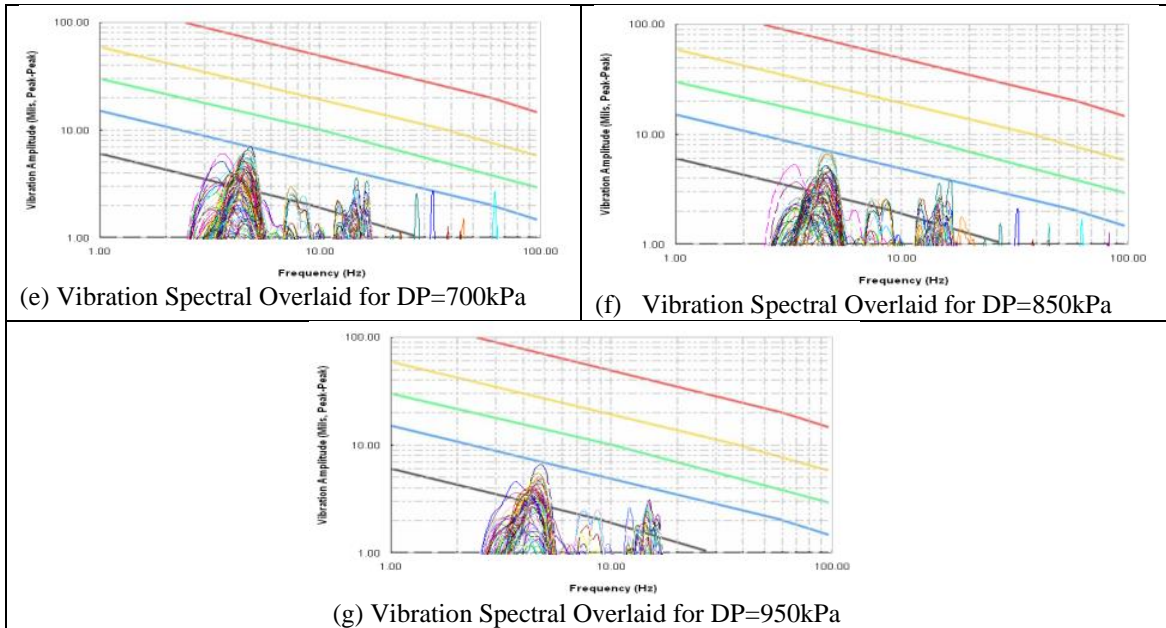 100.00
10.00
1.00
Vibration Amplitude (Mils, Peak-Peak)
1.00
10.00
100.00
Frequency (Hz)
(e) Vibration Spectral Overlaid for DP=700kPa
100.00
10.00
1.00
Vibration Amplitude (Mils, Peak-Peak)
1.00
10.00
100.00
Frequency (Hz)
(f) Vibration Spectral Overlaid for DP=850kPa
100.00
10.00
1.00
Vibration Amplitude (Mils, Peak-Peak)
1.00
10.00
100.00
Frequency (Hz)
(g) Vibration Spectral Overlaid for DP=950kPa